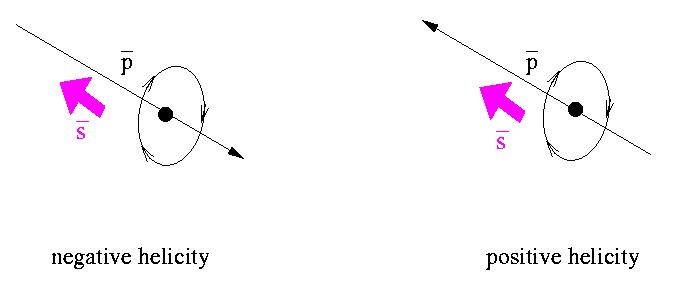 p̅
s̅
negative helicity
p̅
s̅
positive helicity